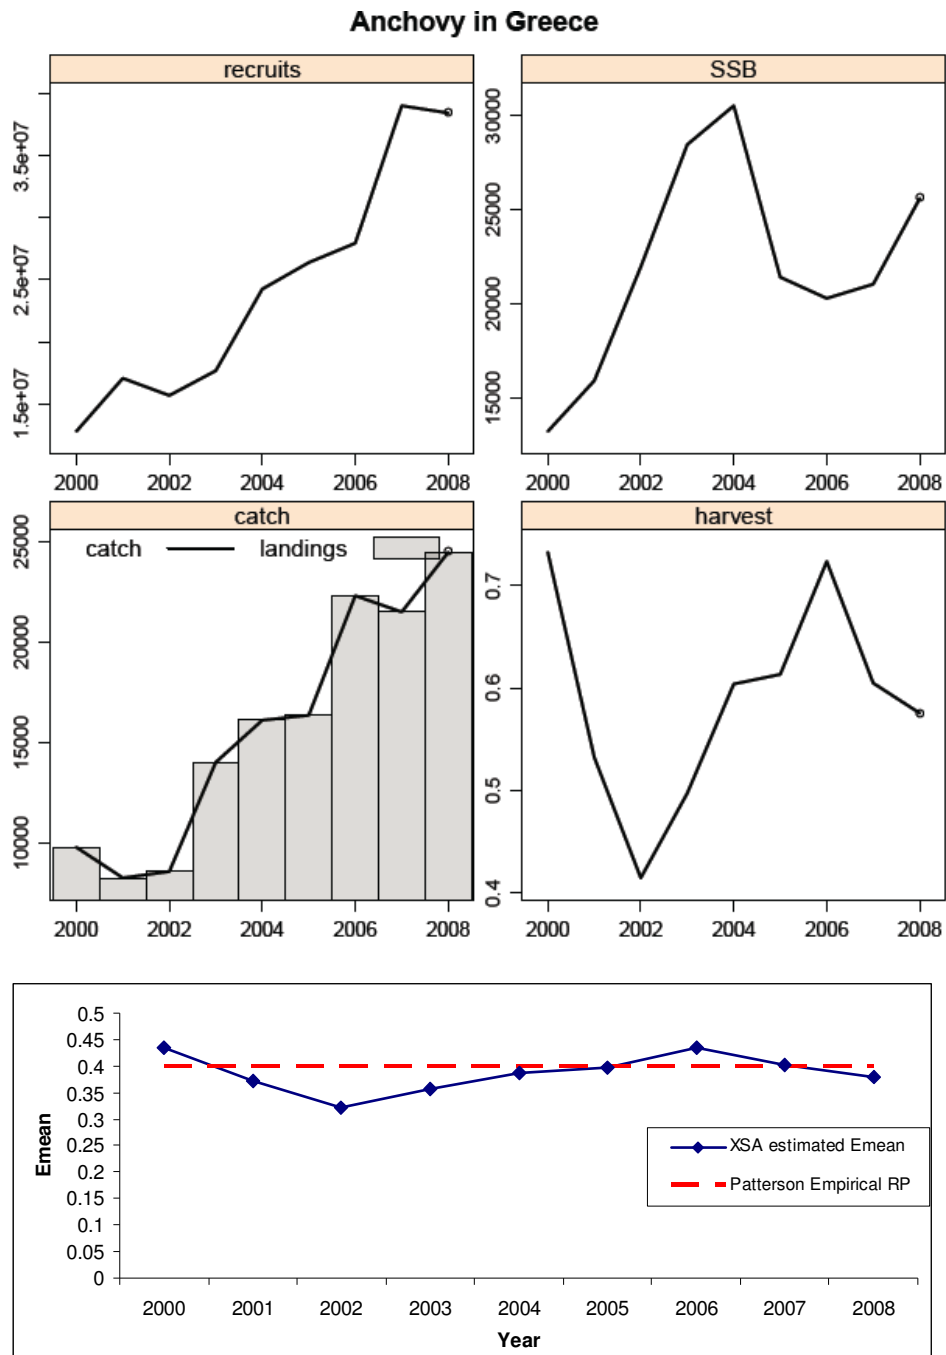 Anchovy in Greece
recruits
SSB
3.5e+07
2.5e+07
1.5e+07
30000
25000
20000
15000
2000 2002 2004 2006 2008
2000 2002 2004 2006 2008
catch
harvest
catch landings
25000
20000
15000
10000
0.7
0.6
0.5
0.4
2000 2002 2004 2006 2008
2000 2002 2004 2006 2008
0.5
0.45
0.4
0.35
0.3
0.25
0.2
0.15
0.1
0.05
0
Emean
XSA estimated Emean
Patterson Empirical RP
2000 2001 2002 2003 2004 2005 2006 2007 2008
Year